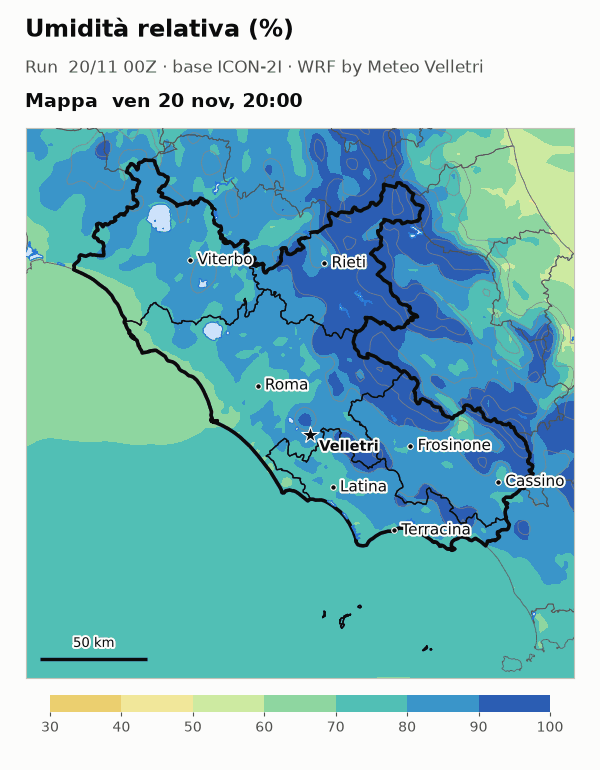 Umidità relativa (%)
Run  20/11 00Z · base ICON-2I · WRF by Meteo Velletri
Mappa  ven 20 nov, 20:00
Viterbo
Rieti
Roma
Velletri
Frosinone
Latina
Cassino
Terracina
50 km
30 40 50 60 70 80 90 100